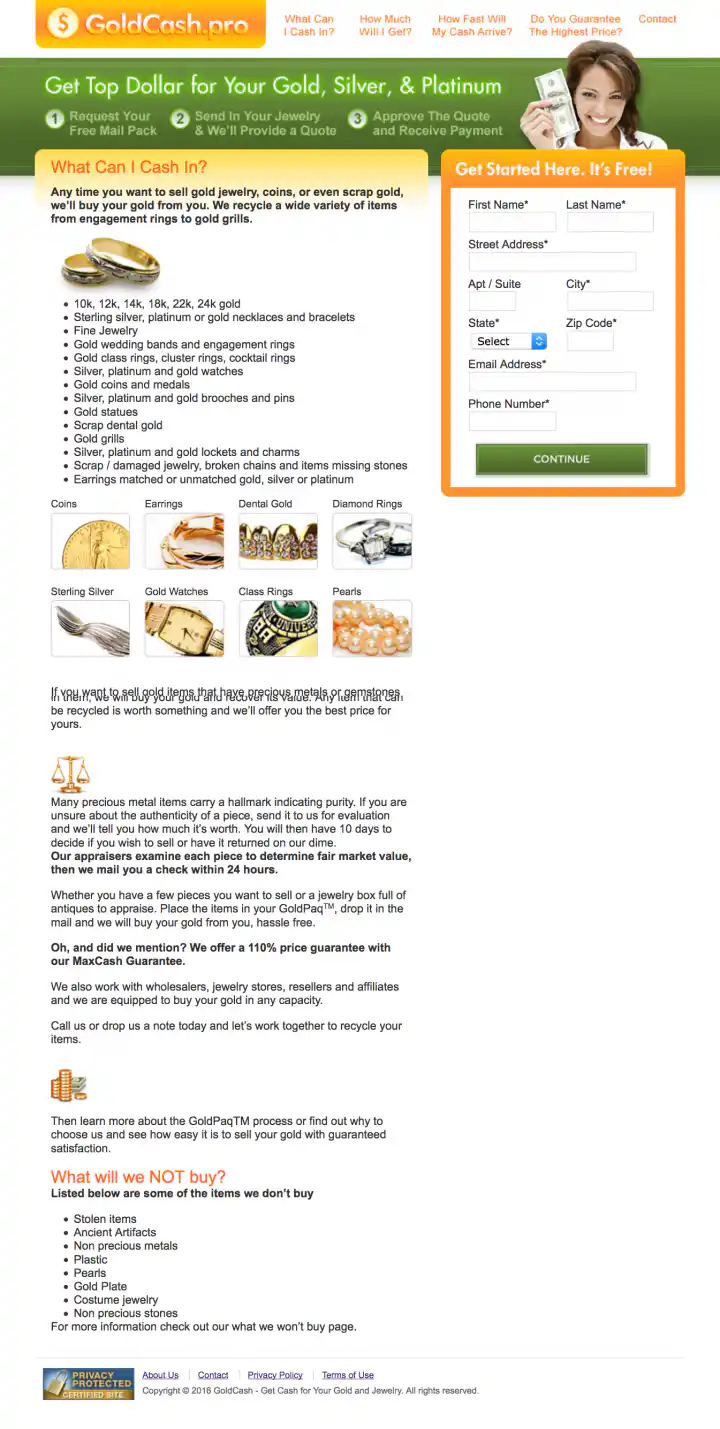 GoldCash.pro
What Can
I Cash In?
How Much
Will I Get?
How Fast Will
My Cash Arrive?
Do You Guarantee
The Highest Price?
Contact
Get Top Dollar for Your Gold, Silver, & Platinum
1 Request Your
Free Mail Pack
2 Send In Your Jewelry
& We'll Provide a Quote
3 Approve The Quote
and Receive Payment
What Can I Cash In?
Any time you want to sell gold jewelry, coins, or even scrap gold,
we'll buy your gold from you. We recycle a wide variety of items
from engagement rings to gold grills.
• 10k, 12k, 14k, 18k, 22k, 24k gold
• Sterling silver, platinum or gold necklaces and bracelets
• Fine Jewelry
• Gold wedding bands and engagement rings
• Gold class rings, cluster rings, cocktail rings
• Silver, platinum and gold watches
• Gold coins and medals
• Silver, platinum and gold brooches and pins
• Gold statues
• Scrap dental gold
• Gold grills
• Silver, platinum and gold lockets and charms
• Scrap / damaged jewelry, broken chains and items missing stones
• Earrings matched or unmatched gold, silver or platinum
Coins
Earrings
Dental Gold
Diamond Rings
Sterling Silver
Gold Watches
Class Rings
Pearls
If you want to sell gold items that have precious metals or gemstones
in them, we will buy your gold and recover its value. Any item that can
be recycled is worth something and we'll offer you the best price for
yours.
Many precious metal items carry a hallmark indicating purity. If you are
unsure about the authenticity of a piece, send it to us for evaluation
and we'll tell you how much it's worth. You will then have 10 days to
decide if you wish to sell or have it returned on our dime.
Our appraisers examine each piece to determine fair market value,
then we mail you a check within 24 hours.
Whether you have a few pieces you want to sell or a jewelry box full of
antiques to appraise. Place the items in your GoldPaqTM, drop it in the
mail and we will buy your gold from you, hassle free.
Oh, and did we mention? We offer a 110% price guarantee with
our MaxCash Guarantee.
We also work with wholesalers, jewelry stores, resellers and affiliates
and we are equipped to buy your gold in any capacity.
Call us or drop us a note today and let's work together to recycle your
items.
Then learn more about the GoldPaqTM process or find out why to
choose us and see how easy it is to sell your gold with guaranteed
satisfaction.
What will we NOT buy?
Listed below are some of the items we don't buy
• Stolen items
• Ancient Artifacts
• Non precious metals
• Plastic
• Pearls
• Gold Plate
• Costume jewelry
• Non precious stones
For more information check out our what we won't buy page.
Get Started Here. It's Free!
First Name*
Last Name*
Street Address*
Apt / Suite
City*
State*
Zip Code*
Select
Email Address*
Phone Number*
CONTINUE
PRIVACY
PROTECTED
CERTIFIED SITE
About Us
Contact
Privacy Policy
Terms of Use
Copyright © 2016 GoldCash - Get Cash for Your Gold and Jewelry. All rights reserved.